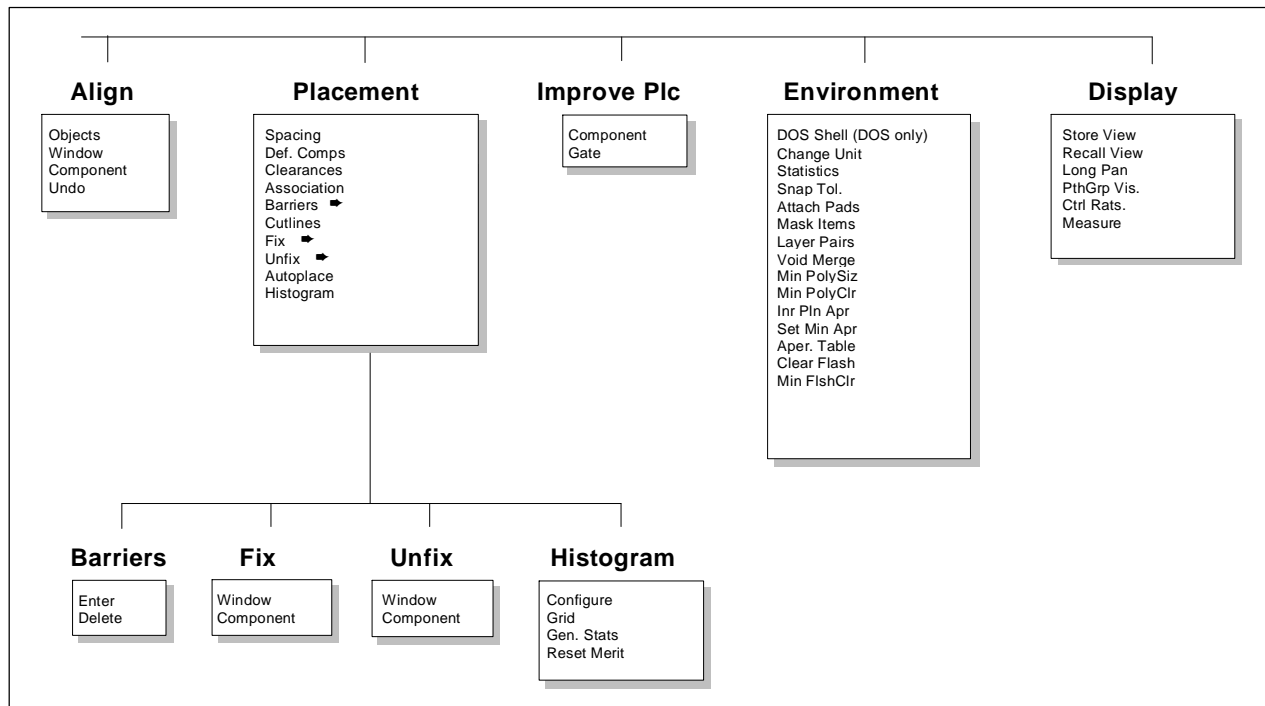 Align
Objects
Window
Component
Undo
Placement
Spacing
Def. Comps
Clearances
Association
Barriers ➨
Cutlines
Fix ➨
Unfix ➨
Autoplace
Histogram
Improve Plc
Component
Gate
Environment
DOS Shell (DOS only)
Change Unit
Statistics
Snap Tol.
Attach Pads
Mask Items
Layer Pairs
Void Merge
Min PolySiz
Min PolyClr
Inr Pln Apr
Set Min Apr
Aper. Table
Clear Flash
Min FlshClr
Display
Store View
Recall View
Long Pan
PthGrp Vis.
Ctrl Rats.
Measure
Barriers
Enter
Delete
Fix
Window
Component
Unfix
Window
Component
Histogram
Configure
Grid
Gen. Stats
Reset Merit